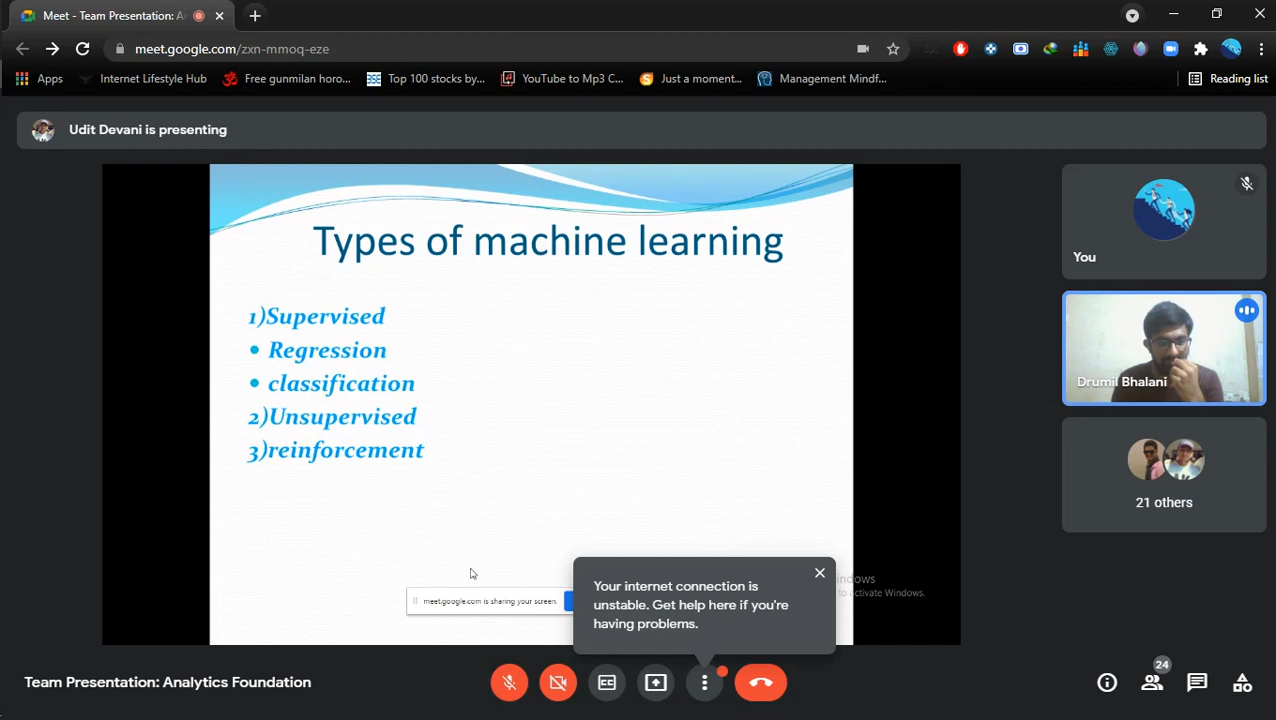 Meet - Team Presentation: A
meet.google.com/zxn-mmoq-eze
Apps
Internet Lifestyle Hub
Free gunmilan horo...
Top 100 stocks by...
YouTube to Mp3 C...
Just a moment...
Management Mindf...
Reading list
Udit Devani is presenting
Types of machine learning
1)Supervised
• Regression
• classification
2)Unsupervised
3)reinforcement
You
Drumil Bhalani
21 others
meet.google.com is sharing your screen.
Your internet connection is
unstable. Get help here if you're
having problems.
indows
to activate Windows.
Team Presentation: Analytics Foundation
24